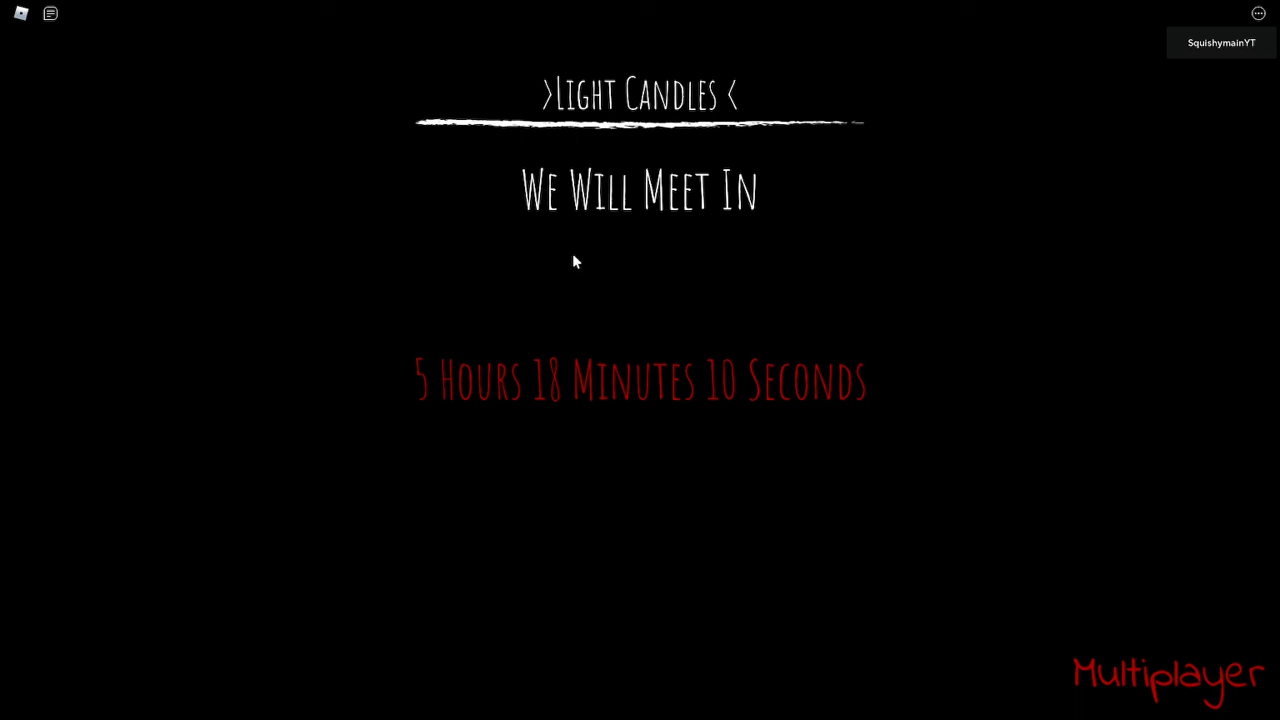 SquishymainYT
>Light Candles <
We Will Meet In
5 Hours 18 Minutes 10 Seconds
Multiplayer